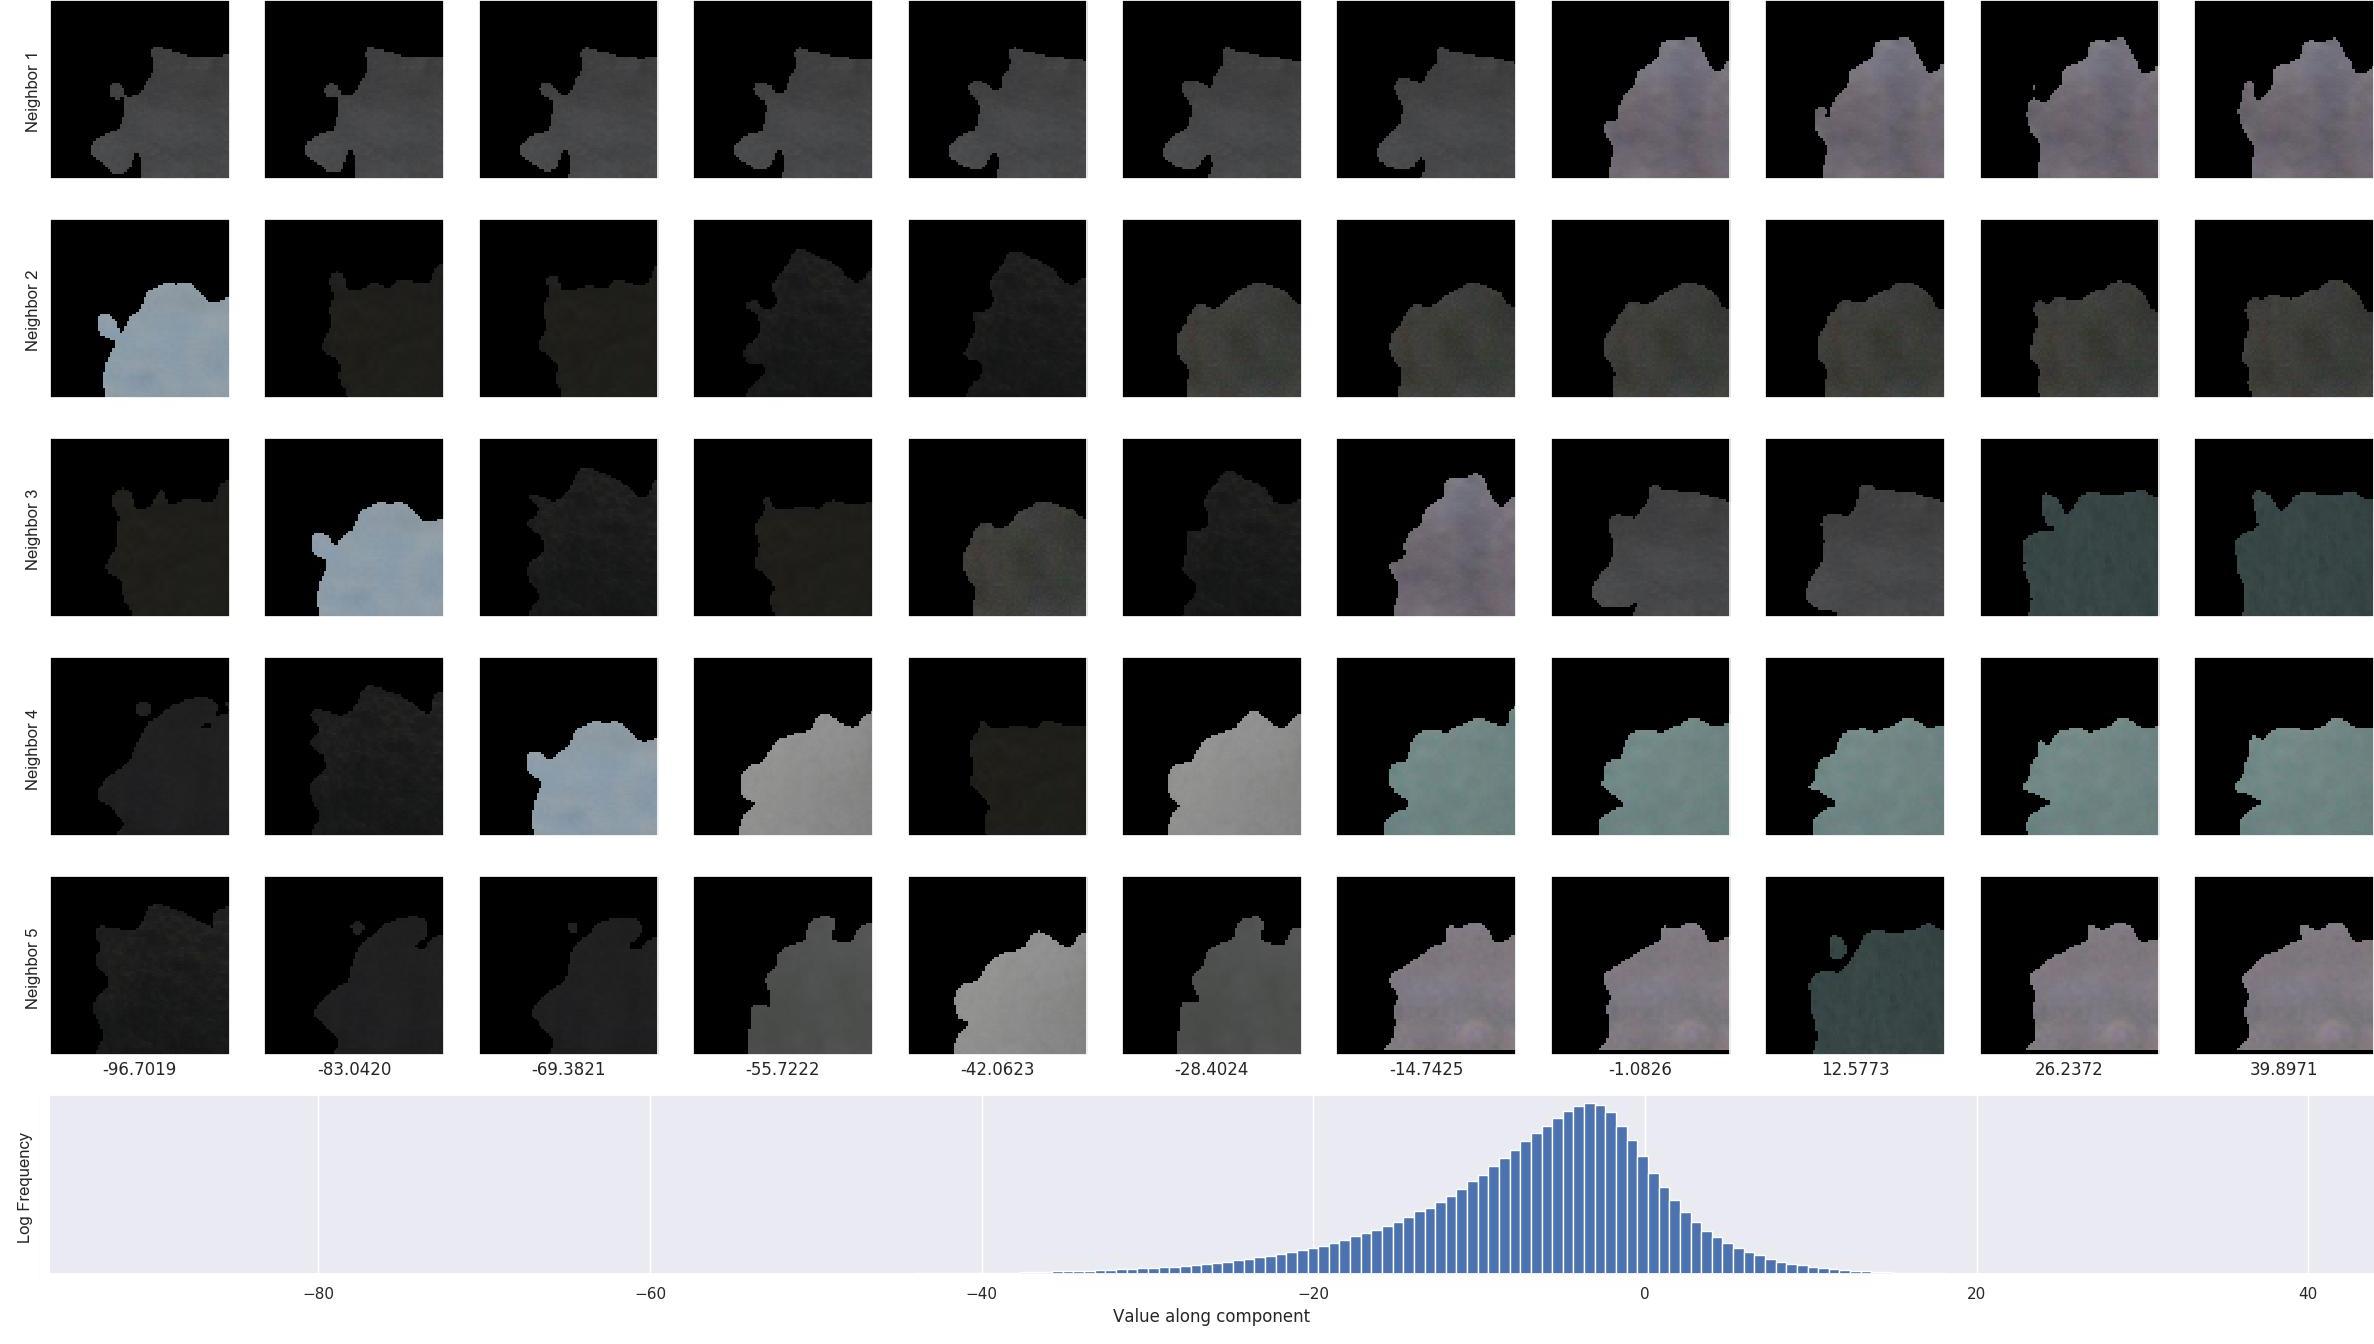 Neighbor 1
Neighbor 2
Neighbor 3
Neighbor 4
Neighbor 5
-96.7019 -83.0420 -69.3821 -55.7222 -42.0623 -28.4024 -14.7425 -1.0826 12.5773 26.2372 39.8971
Log Frequency
−80 −60 −40 −20 0 20 40
Value along component